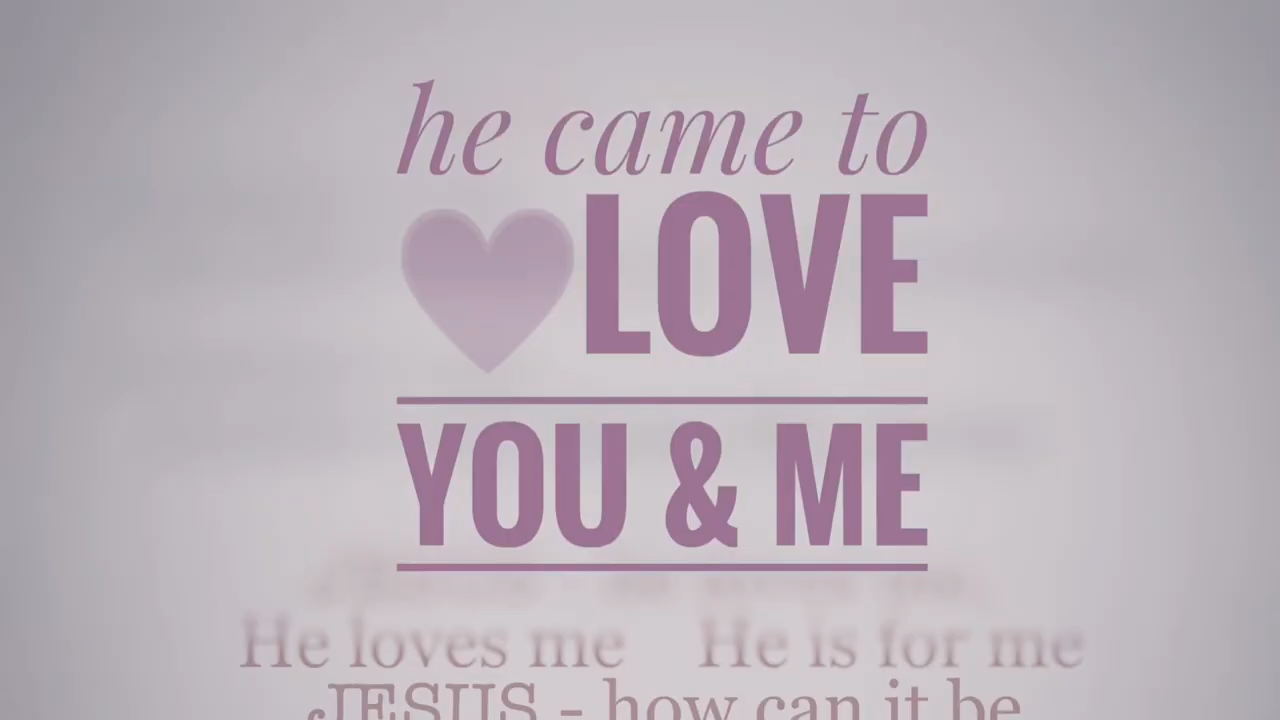 he came to
LOVE
YOU & ME
He loves me He is for me
JESUS - how can it be